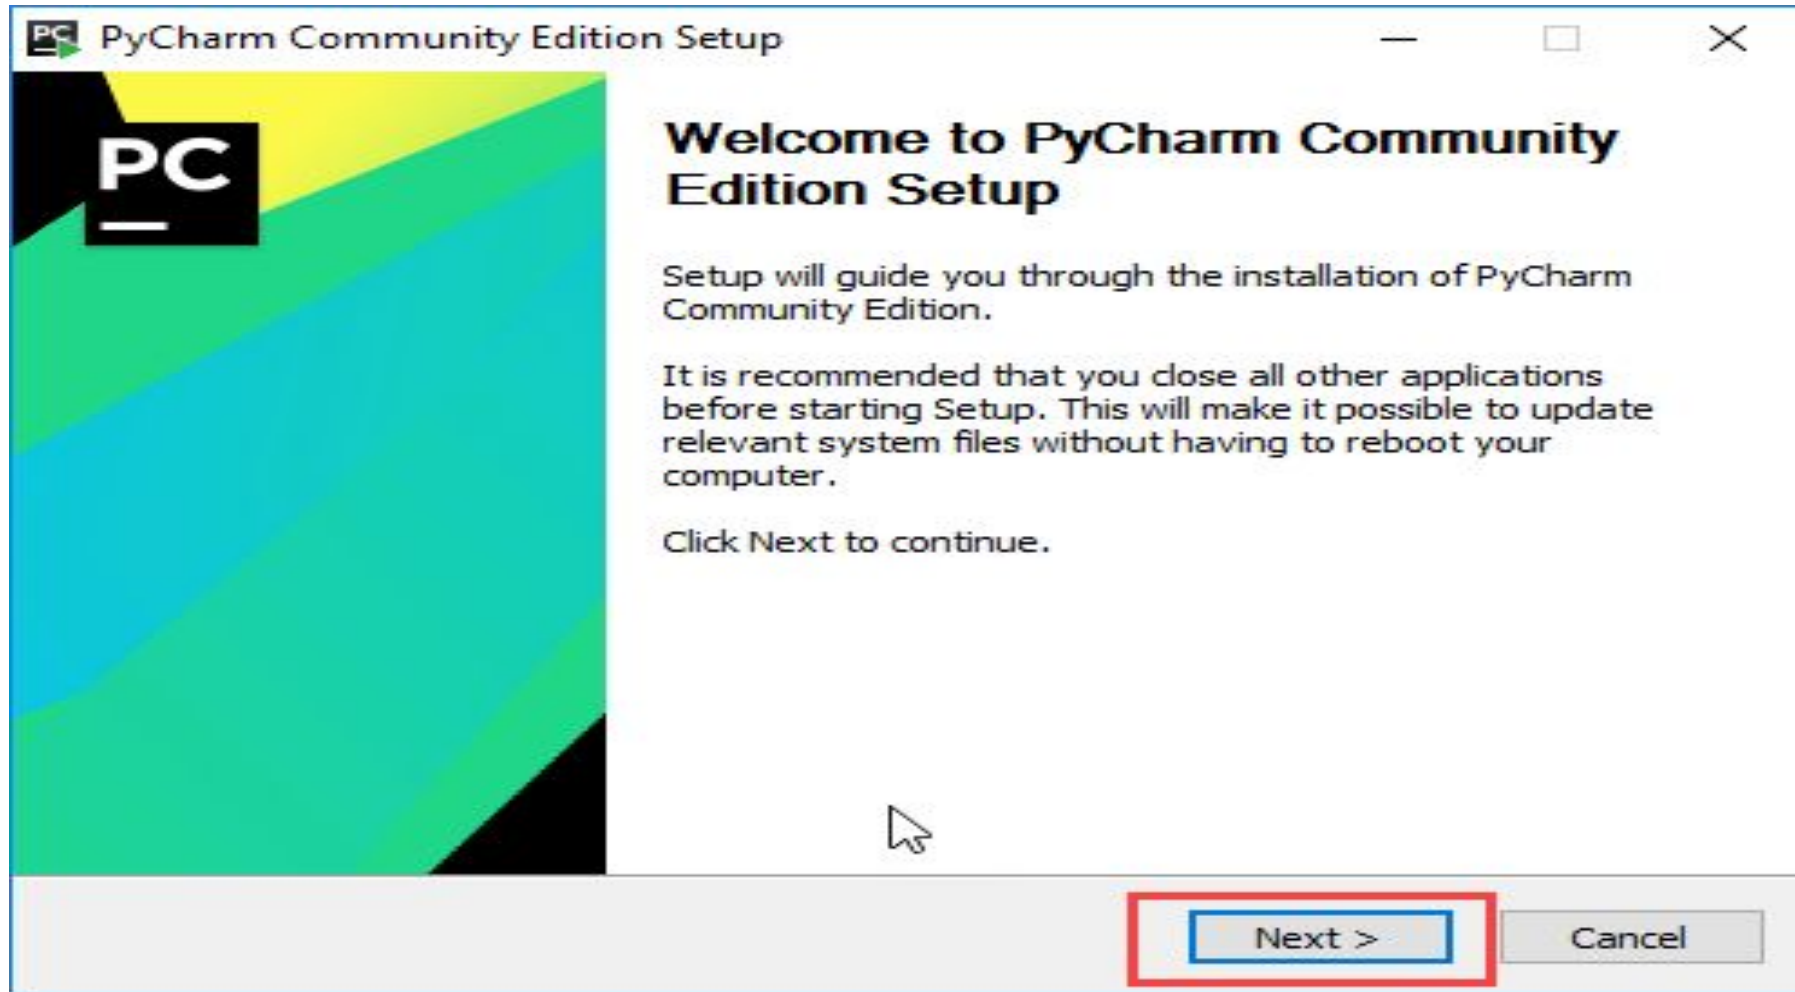 PyCharm Community Edition Setup
PC
Welcome to PyCharm Community
Edition Setup
Setup will guide you through the installation of PyCharm
Community Edition.
It is recommended that you close all other applications
before starting Setup. This will make it possible to update
relevant system files without having to reboot your
computer.
Click Next to continue.
Next >
Cancel